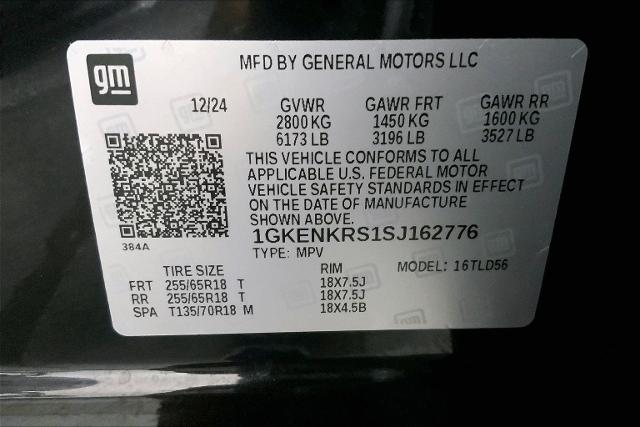 gm
MFD BY GENERAL MOTORS LLC
12/24 GVWR GAWR FRT GAWR RR
2800 KG 1450 KG 1600 KG
6173 LB 3196 LB 3527 LB
THIS VEHICLE CONFORMS TO ALL
APPLICABLE U.S. FEDERAL MOTOR
VEHICLE SAFETY STANDARDS IN EFFECT
ON THE DATE OF MANUFACTURE
SHOWN ABOVE.
384A
1GKENKRS1SJ162776
TYPE: MPV MODEL: 16TLD56
TIRE SIZE RIM
FRT 255/65R18 T 18X7.5J
RR 255/65R18 T 18X7.5J
SPA T135/70R18 M 18X4.5B